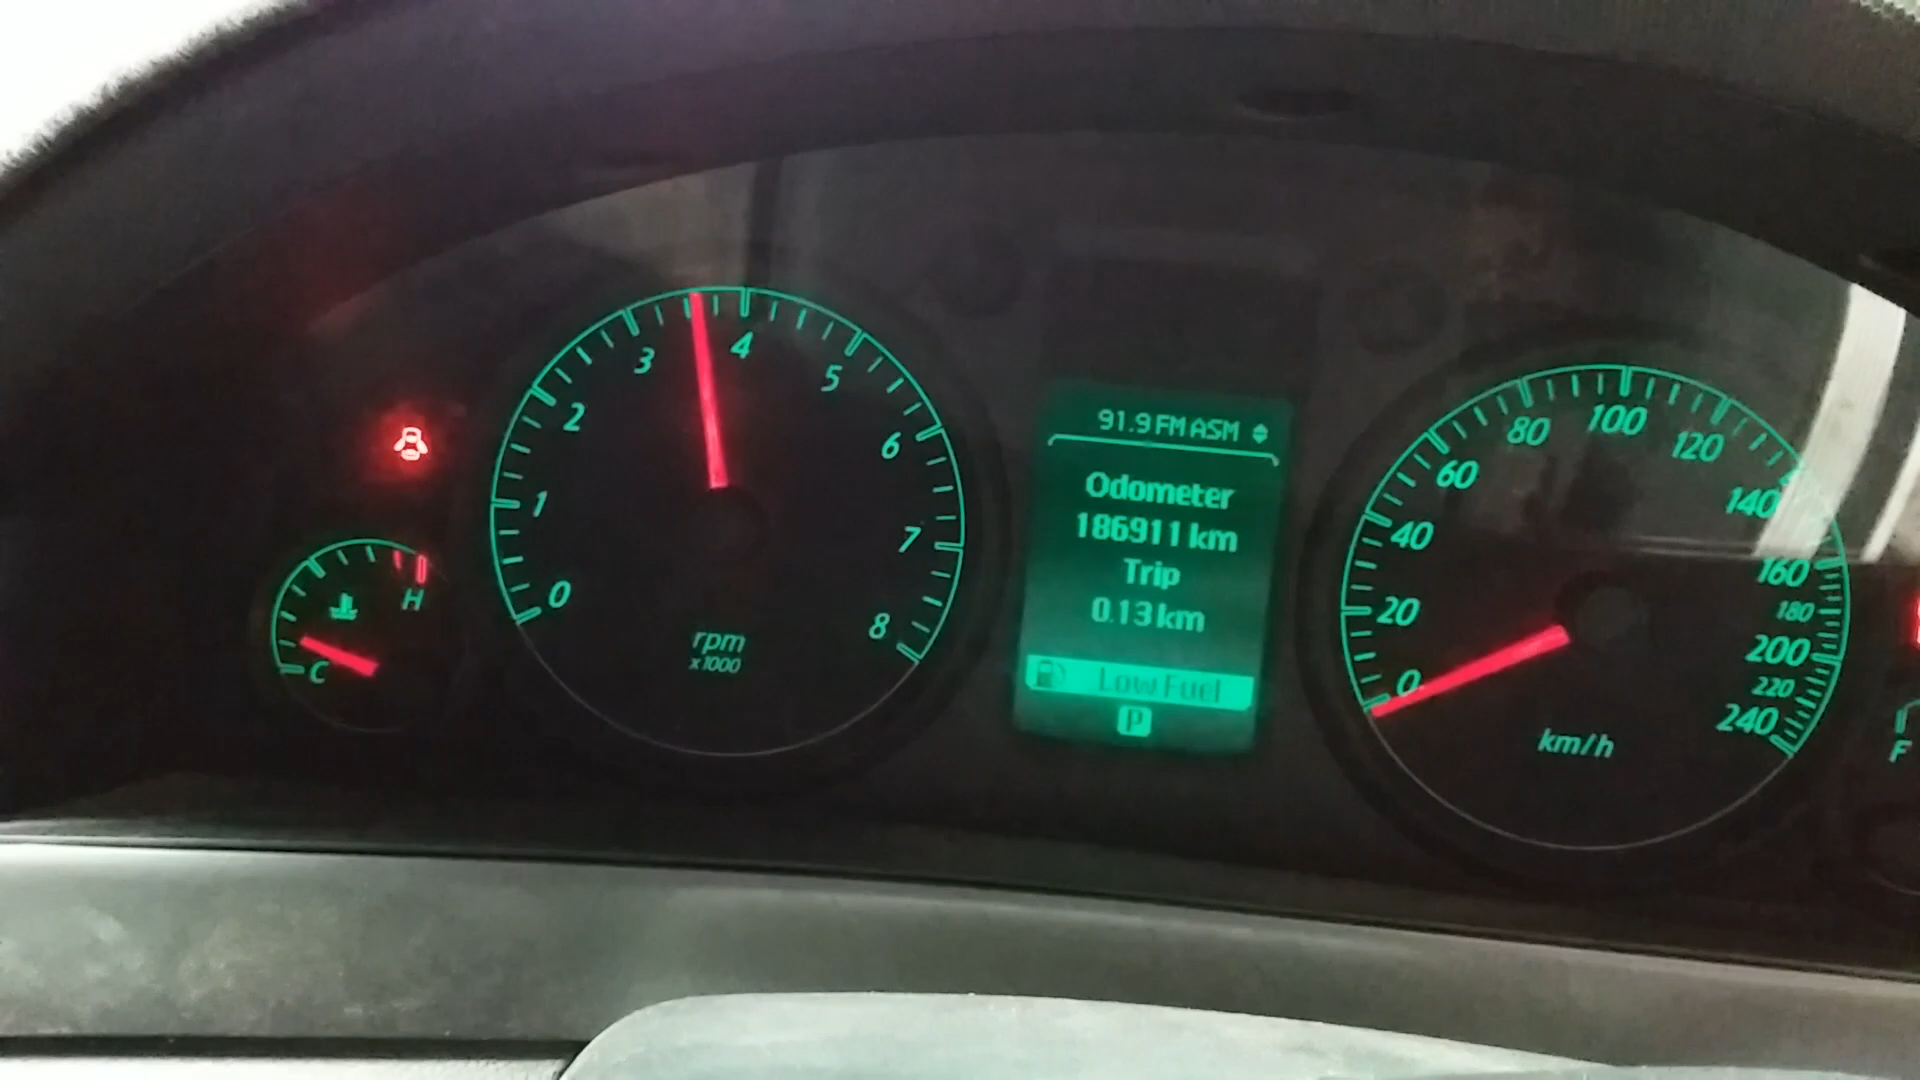 3 4 5
2 6
1 7
0 8
rpm
x1000
H
C
91.9 FM ASM
Odometer
186911 km
Trip
0.13 km
Low Fuel
P
80 100 120
60 140
40 160
180
20 200
220
0 240
km/h
F